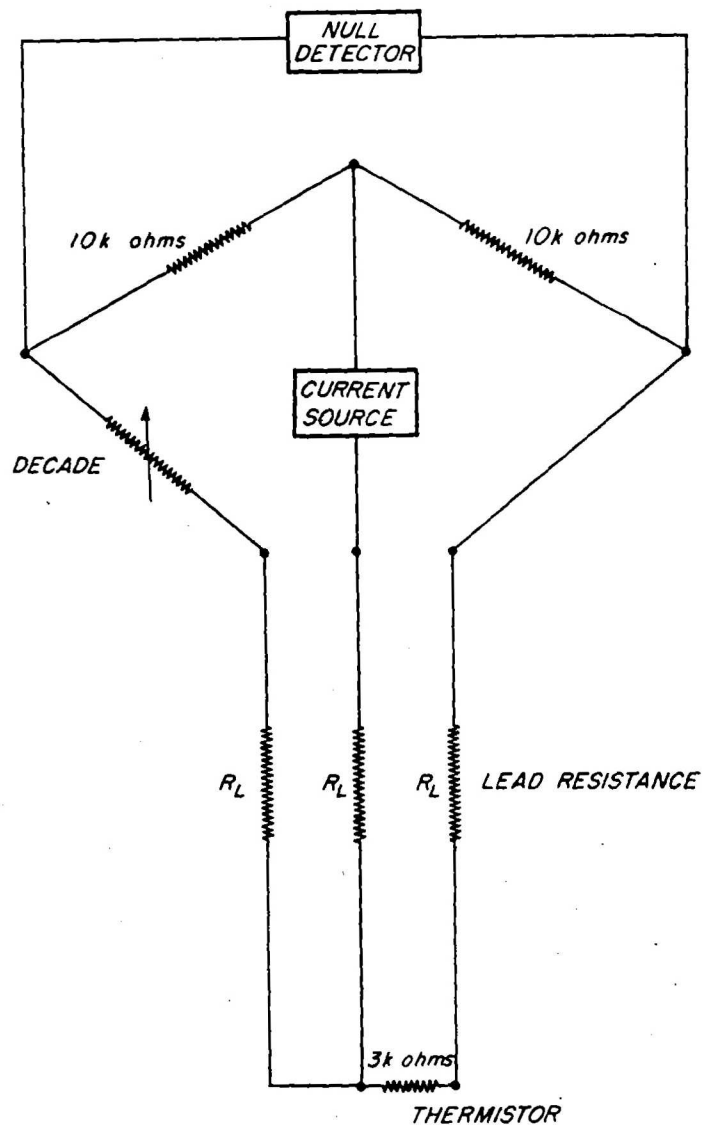 NULL
DETECTOR
10k ohms
10k ohms
CURRENT
SOURCE
DECADE
R_L
R_L
R_L
LEAD RESISTANCE
3k ohms
THERMISTOR